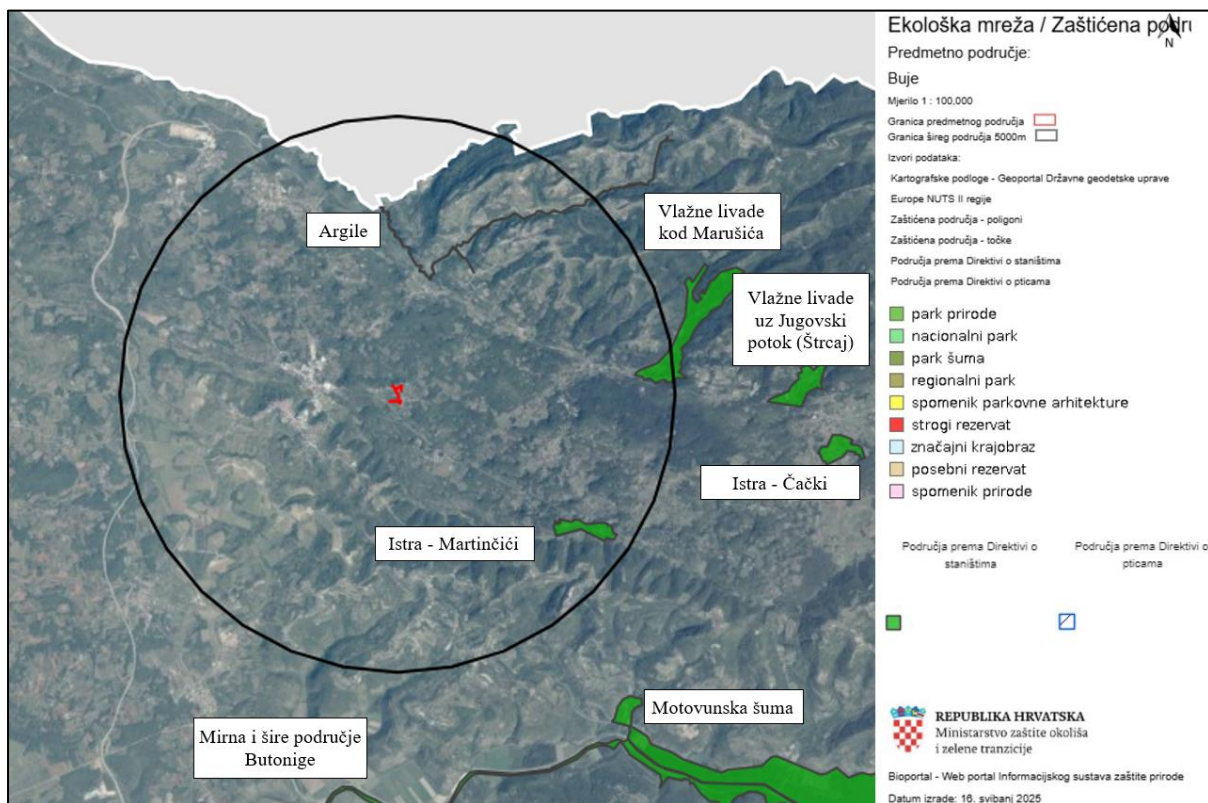 Argile
Vlažne livade
kod Marušića
Vlažne livade
uz Jugovski
potok (Štrcaj)
Istra - Čački
Istra - Martinčići
Motovunska šuma
Mirna i šire područje
Butonige
Ekološka mreža / Zaštićena podru
N
Predmetno područje:
Buje
Mjerilo 1 : 100,000
Granica predmetnog područja
Granica šireg područja 5000m
Izvori podataka:
Kartografske podloge - Geoportal Državne geodetske uprave
Europe NUTS II regije
Zaštićena područja - poligoni
Zaštićena područja - točke
Područja prema Direktivi o staništima
Područja prema Direktivi o pticama
park prirode
nacionalni park
park šuma
regionalni park
spomenik parkovne arhitekture
strogi rezervat
značajni krajobraz
posebni rezervat
spomenik prirode
Područja prema Direktivi o
staništima
Područja prema Direktivi o
pticama
REPUBLIKA HRVATSKA
Ministarstvo zaštite okoliša
i zelene tranzicije
Bioportal - Web portal Informacijskog sustava zaštite prirode
Datum izrade: 16. svibanj 2025